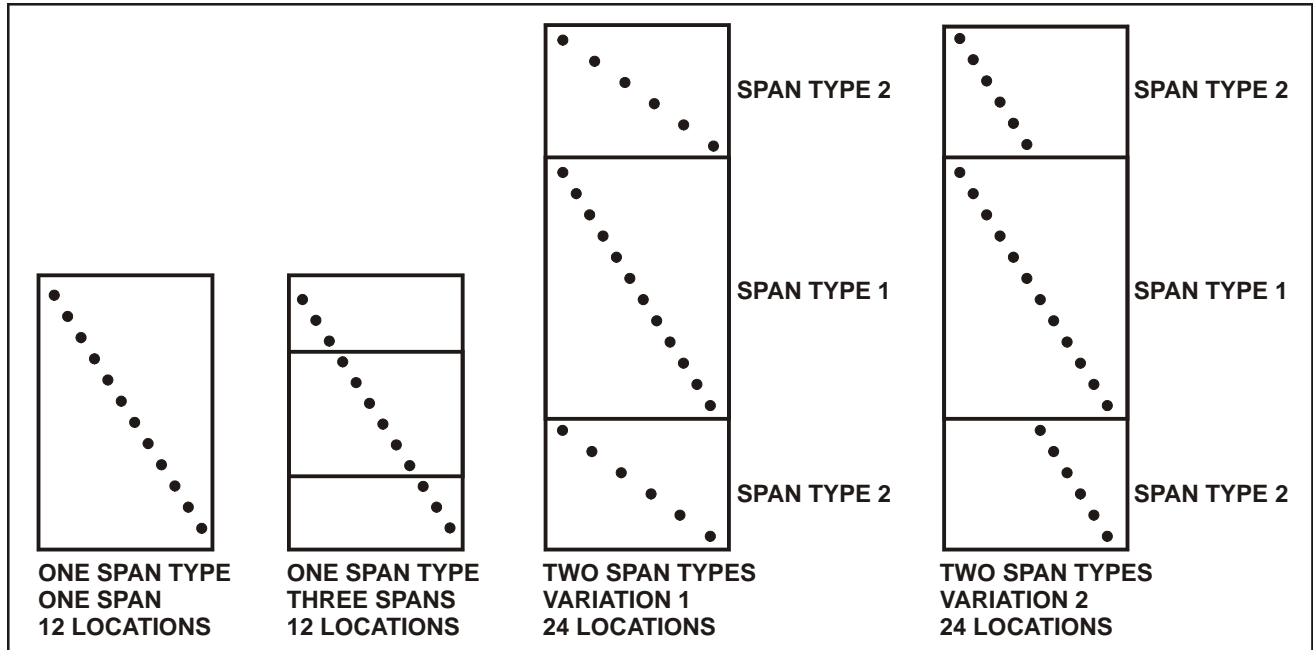 SPAN TYPE 2
SPAN TYPE 1
SPAN TYPE 2
SPAN TYPE 2
SPAN TYPE 1
SPAN TYPE 2
ONE SPAN TYPE
ONE SPAN
12 LOCATIONS
ONE SPAN TYPE
THREE SPANS
12 LOCATIONS
TWO SPAN TYPES
VARIATION 1
24 LOCATIONS
TWO SPAN TYPES
VARIATION 2
24 LOCATIONS